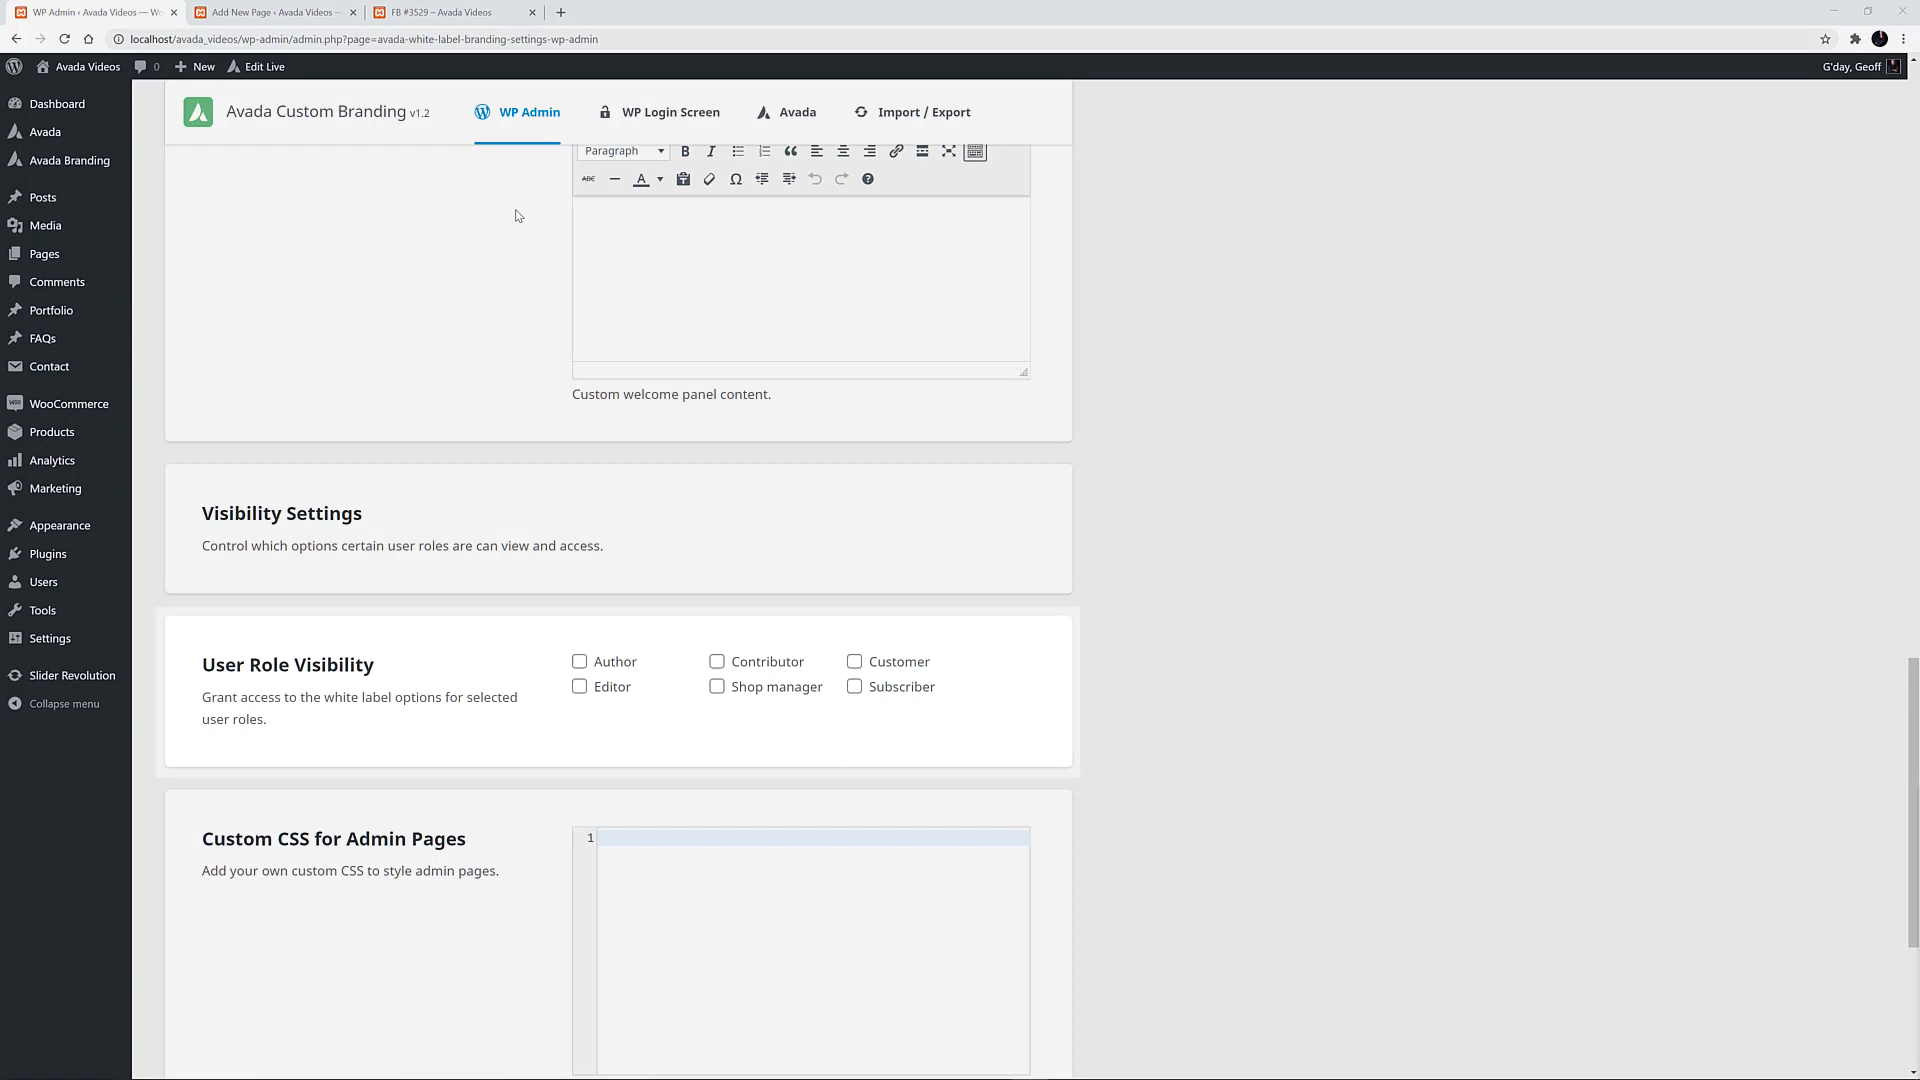 WP Admin ‹ Avada Videos — Wo
Add New Page ‹ Avada Videos —
FB #3529 – Avada Videos
localhost/avada_videos/wp-admin/admin.php?page=avada-white-label-branding-settings-wp-admin
Avada Videos
0
New
Edit Live
G'day, Geoff
Dashboard
Avada
Avada Branding
Posts
Media
Pages
Comments
Portfolio
FAQs
Contact
WooCommerce
Products
Analytics
Marketing
Appearance
Plugins
Users
Tools
Settings
Slider Revolution
Collapse menu
Avada Custom Branding v1.2
WP Admin
WP Login Screen
Avada
Import / Export
Paragraph
B
I
ABC
A
Ω
Custom welcome panel content.
Visibility Settings
Control which options certain user roles are can view and access.
User Role Visibility
Grant access to the white label options for selected
user roles.
Author
Contributor
Customer
Editor
Shop manager
Subscriber
Custom CSS for Admin Pages
Add your own custom CSS to style admin pages.
1